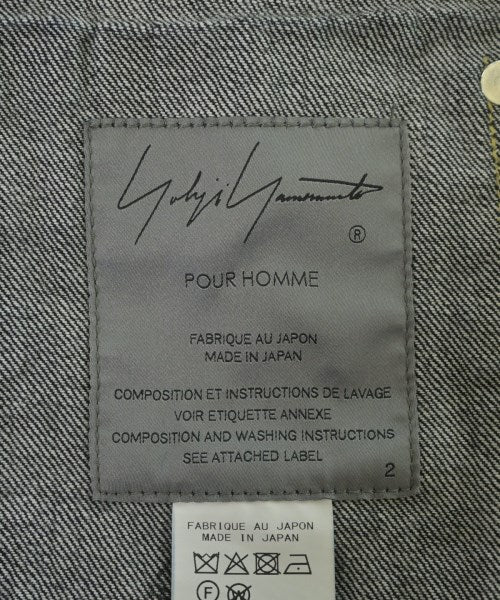 Yohji Yamamoto
®
POUR HOMME
FABRIQUE AU JAPON
MADE IN JAPAN
COMPOSITION ET INSTRUCTIONS DE LAVAGE
VOIR ETIQUETTE ANNEXE
COMPOSITION AND WASHING INSTRUCTIONS
SEE ATTACHED LABEL
2
FABRIQUE AU JAPON
MADE IN JAPAN
F W